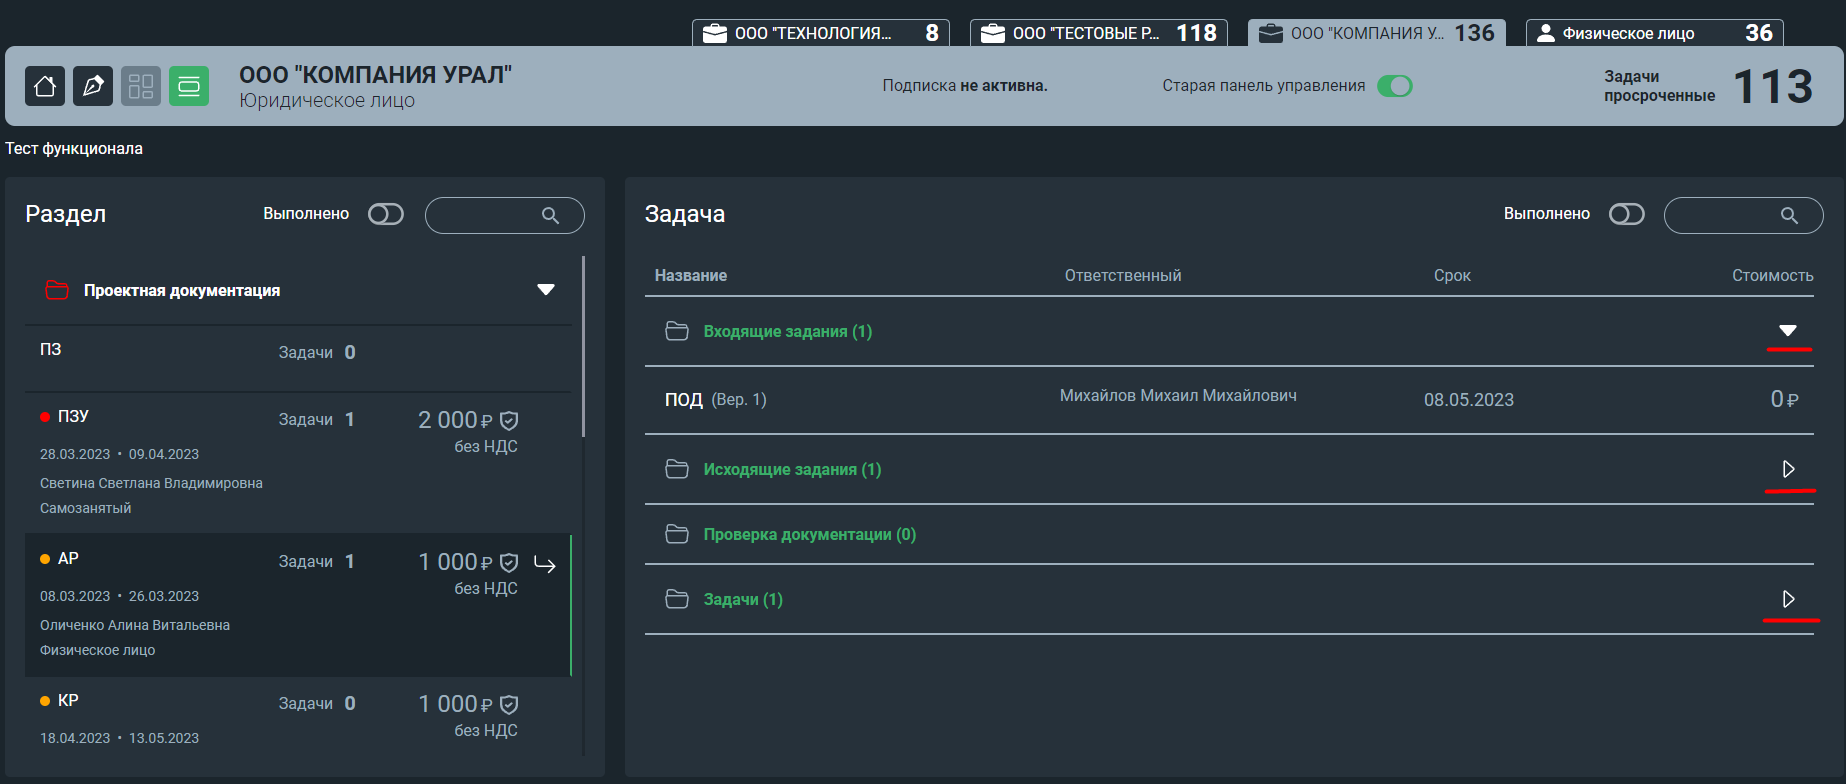 ООО "ТЕХНОЛОГИЯ... 8
ООО "ТЕСТОВЫЕ Р... 118
ООО "КОМПАНИЯ У... 136
Физическое лицо 36
ООО "КОМПАНИЯ УРАЛ"
Юридическое лицо
Подписка не активна.
Старая панель управления
Задачи
просроченные
113
Тест функционала
Раздел
Выполнено
Проектная документация
ПЗ Задачи 0
ПЗУ Задачи 1 2 000 ₽
без НДС
28.03.2023 • 09.04.2023
Светина Светлана Владимировна
Самозанятый
АР Задачи 1 1 000 ₽
без НДС
08.03.2023 • 26.03.2023
Оличенко Алина Витальевна
Физическое лицо
КР Задачи 0 1 000 ₽
без НДС
18.04.2023 • 13.05.2023
Задача
Выполнено
Название Ответственный Срок Стоимость
Входящие задания (1)
ПОД (Вер. 1) Михайлов Михаил Михайлович 08.05.2023 0 ₽
Исходящие задания (1)
Проверка документации (0)
Задачи (1)